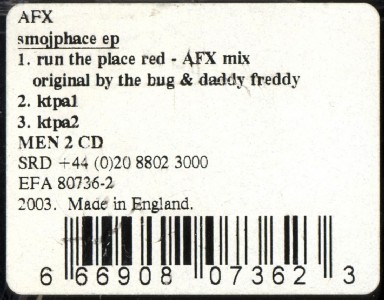 AFX
smojphace ep
1. run the place red - AFX mix
original by the bug & daddy freddy
2. ktpa1
3. ktpa2
MEN 2 CD
SRD +44 (0)20 8802 3000
EFA 80736-2
2003. Made in England.
6 66908 07362 3